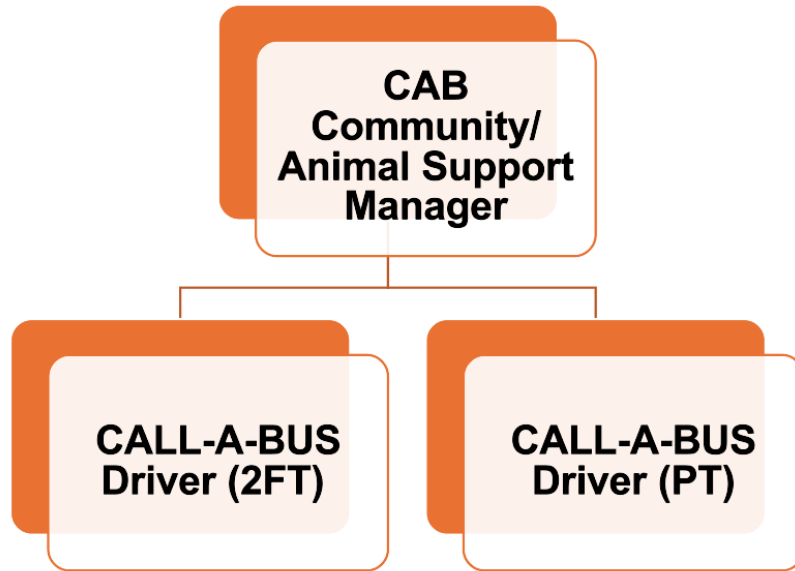 CAB
Community/
Animal Support
Manager
CALL-A-BUS
Driver (2FT)
CALL-A-BUS
Driver (PT)